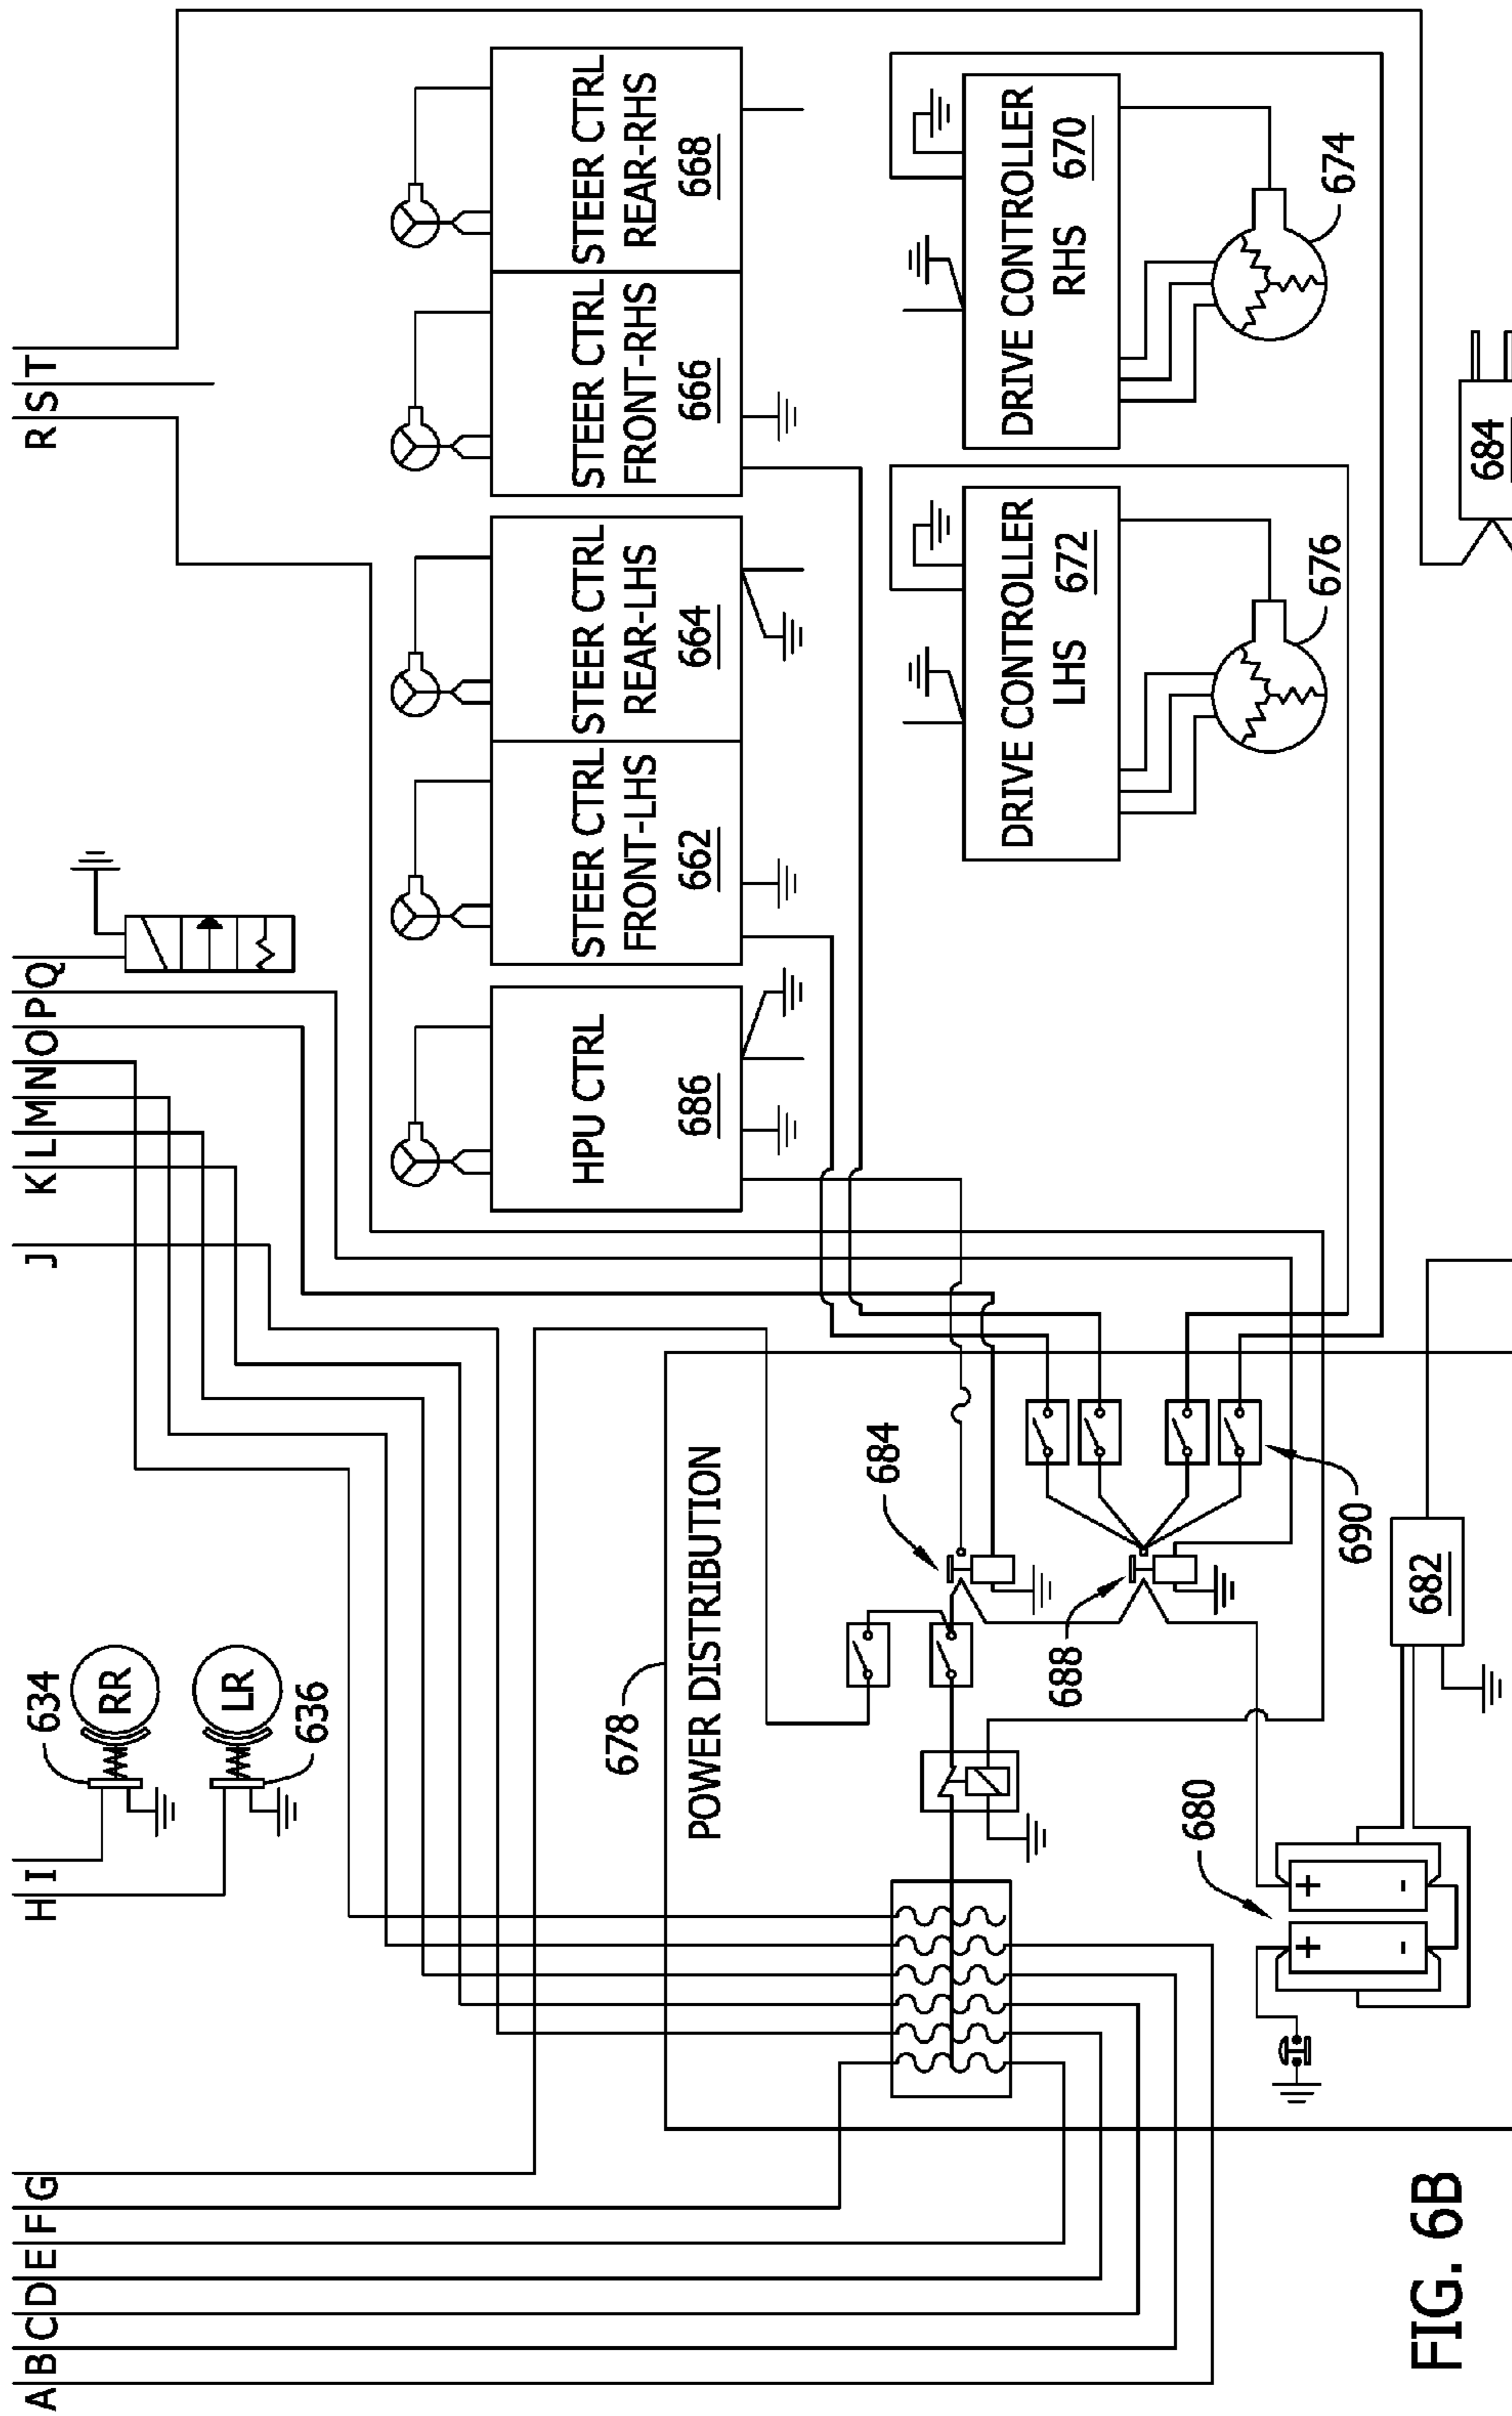 A B C D E F G
H I
J
K L M N O P Q
R S T
634
RR
LR
636
HPU CTRL
686
STEER CTRL
FRONT-LHS
662
STEER CTRL
REAR-LHS
664
STEER CTRL
FRONT-RHS
666
STEER CTRL
REAR-RHS
668
678
POWER DISTRIBUTION
684
688
690
680
+ -
+ -
682
DRIVE CONTROLLER
LHS 672
676
DRIVE CONTROLLER
RHS 670
674
684
FIG. 6B